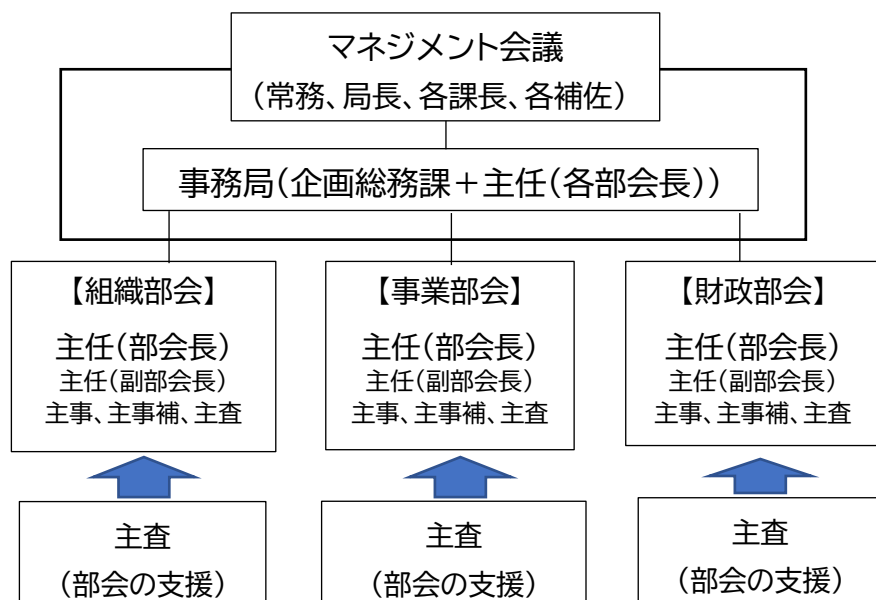 マネジメント会議
（常務、局長、各課長、各補佐）
事務局（企画総務課＋主任（各部会長））
【組織部会】
主任（部会長）
主任（副部会長）
主事、主事補、主査
【事業部会】
主任（部会長）
主任（副部会長）
主事、主事補、主査
【財政部会】
主任（部会長）
主任（副部会長）
主事、主事補、主査
主査
（部会の支援）
主査
（部会の支援）
主査
（部会の支援）